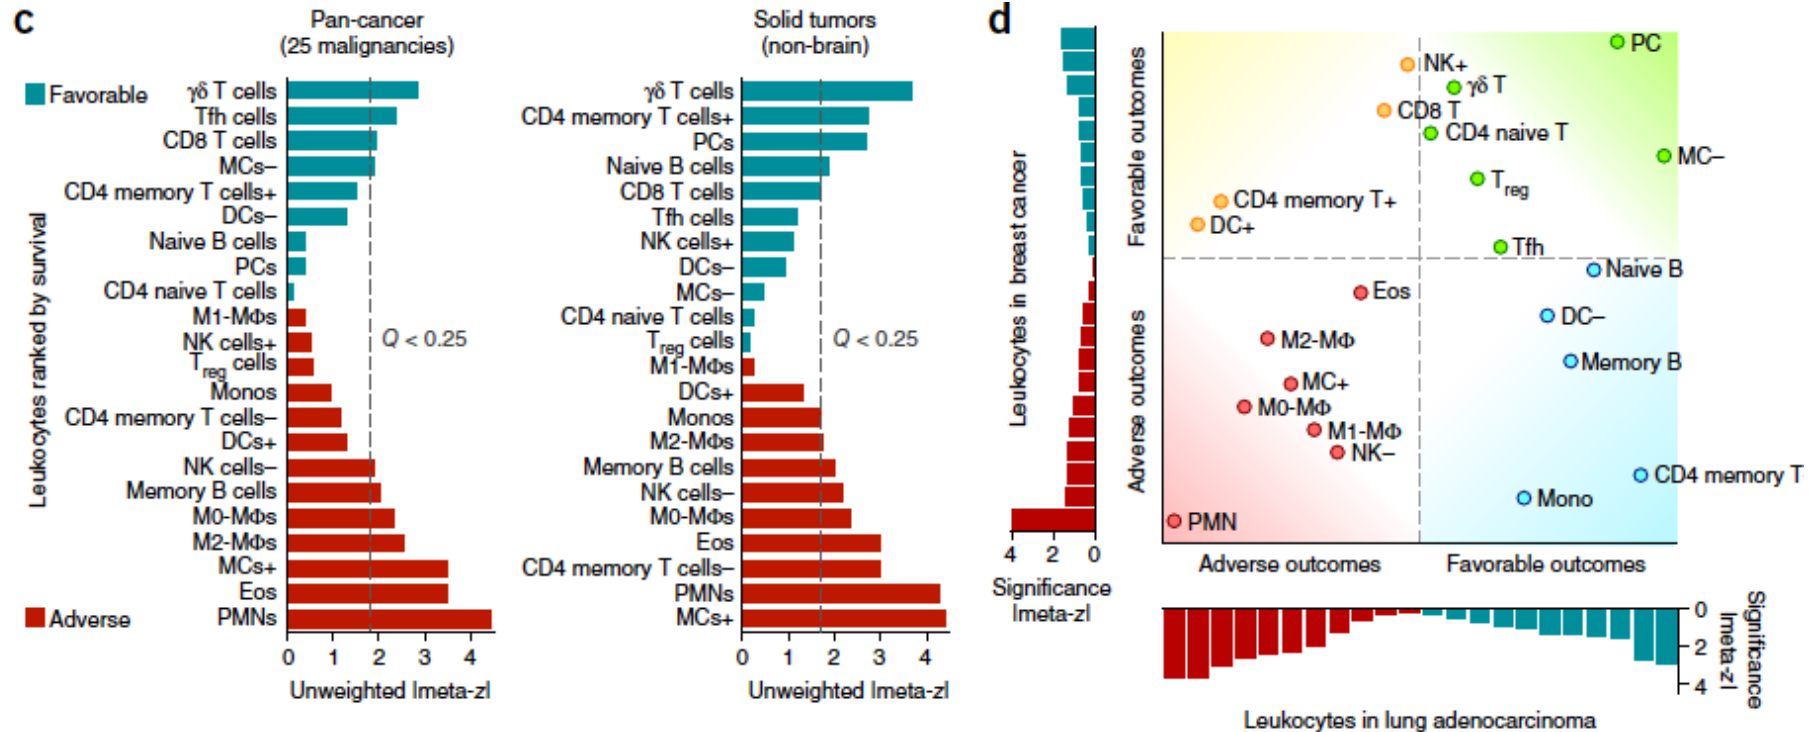 c
Pan-cancer
(25 malignancies)
Favorable
γδ T cells
Tfh cells
CD8 T cells
MCs–
CD4 memory T cells+
DCs–
Naive B cells
PCs
CD4 naive T cells
M1-MΦs
NK cells+
Treg cells
Monos
CD4 memory T cells–
DCs+
NK cells–
Memory B cells
M0-MΦs
M2-MΦs
MCs+
Eos
PMNs
Adverse
Leukocytes ranked by survival
Q < 0.25
0 1 2 3 4
Unweighted |meta-z|
Solid tumors
(non-brain)
γδ T cells
CD4 memory T cells+
PCs
Naive B cells
CD8 T cells
Tfh cells
NK cells+
DCs–
MCs–
CD4 naive T cells
Treg cells
M1-MΦs
DCs+
Monos
M2-MΦs
Memory B cells
NK cells–
M0-MΦs
Eos
CD4 memory T cells–
PMNs
MCs+
Q < 0.25
0 1 2 3 4
Unweighted |meta-z|
d
Leukocytes in breast cancer
4 2 0
Significance
|meta-z|
Favorable outcomes
Adverse outcomes
PC
NK+
γδ T
CD8 T
CD4 naive T
MC–
Treg
CD4 memory T+
DC+
Tfh
Naive B
Eos
DC–
M2-MΦ
Memory B
MC+
M0-MΦ
M1-MΦ
NK–
CD4 memory T
Mono
PMN
Adverse outcomes Favorable outcomes
0
2
4
Significance
|meta-z|
Leukocytes in lung adenocarcinoma